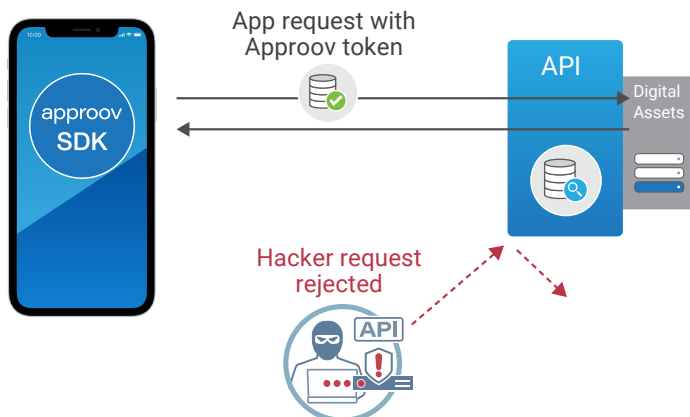 App request with
Approov token
10:00
approov
SDK
API
Digital
Assets
Hacker request
rejected
API